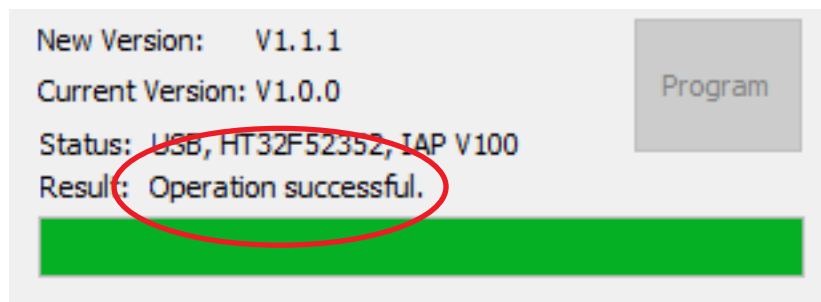 New Version: V1.1.1
Current Version: V1.0.0
Program
Status: USB, HT32F52352, IAP V100
Result: Operation successful.